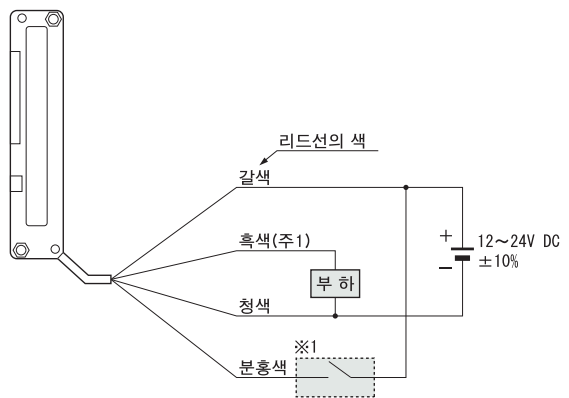 리드선의 색
갈색
흑색(주1)
+
12~24V DC
±10%
−
부 하
청색
※1
분홍색